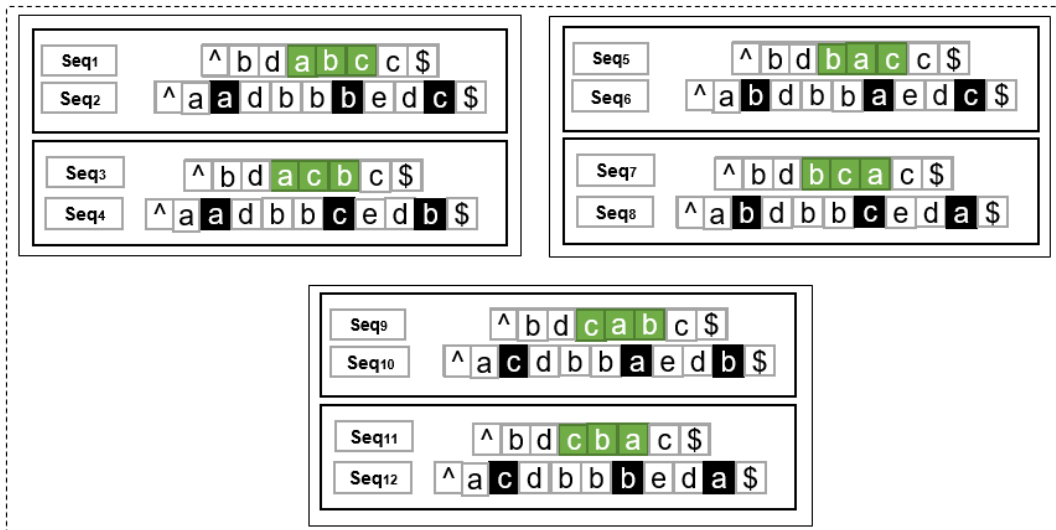 Seq1 ^ b d a b c c $
Seq2 ^ a a d b b b e d c $
Seq3 ^ b d a c b c $
Seq4 ^ a a d b b c e d b $
Seq5 ^ b d b a c c $
Seq6 ^ a b d b b a e d c $
Seq7 ^ b d b c a c $
Seq8 ^ a b d b b c e d a $
Seq9 ^ b d c a b c $
Seq10 ^ a c d b b a e d b $
Seq11 ^ b d c b a c $
Seq12 ^ a c d b b b e d a $